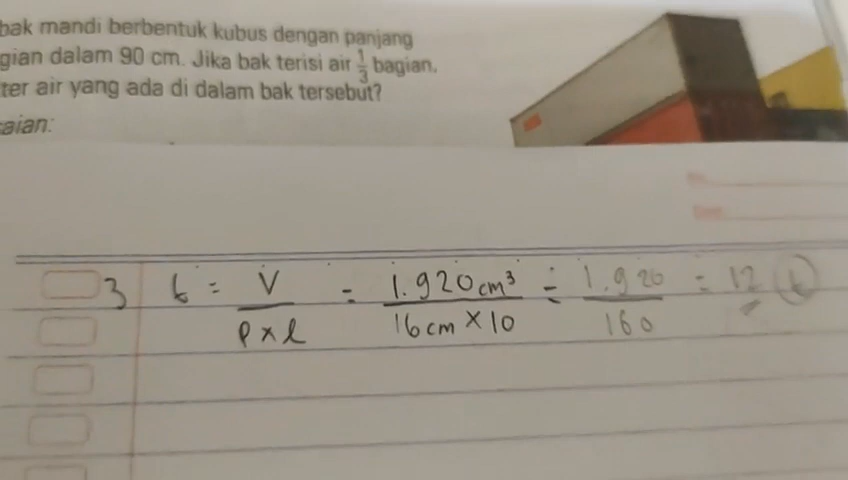 bak mandi berbentuk kubus dengan panjang
gian dalam 90 cm. Jika bak terisi air 1/3 bagian,
ter air yang ada di dalam bak tersebut?
aian:
3 t = V / p x l = 1.920 cm³ / 16 cm x 10 = 1.920 / 160 = 12